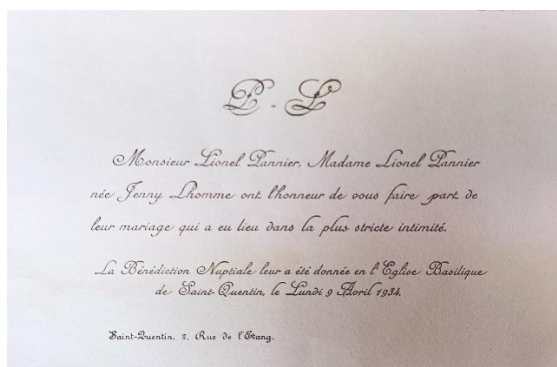 P - L
Monsieur Lionel Pannier, Madame Lionel Pannier
née Jenny Lhomme ont l'honneur de vous faire part de
leur mariage qui a eu lieu dans la plus stricte intimité.
La Bénédiction Nuptiale leur a été donnée en l'Eglise Basilique
de Saint-Quentin, le Lundi 9 Avril 1934.
Saint-Quentin, 2, Rue de l'Etang.